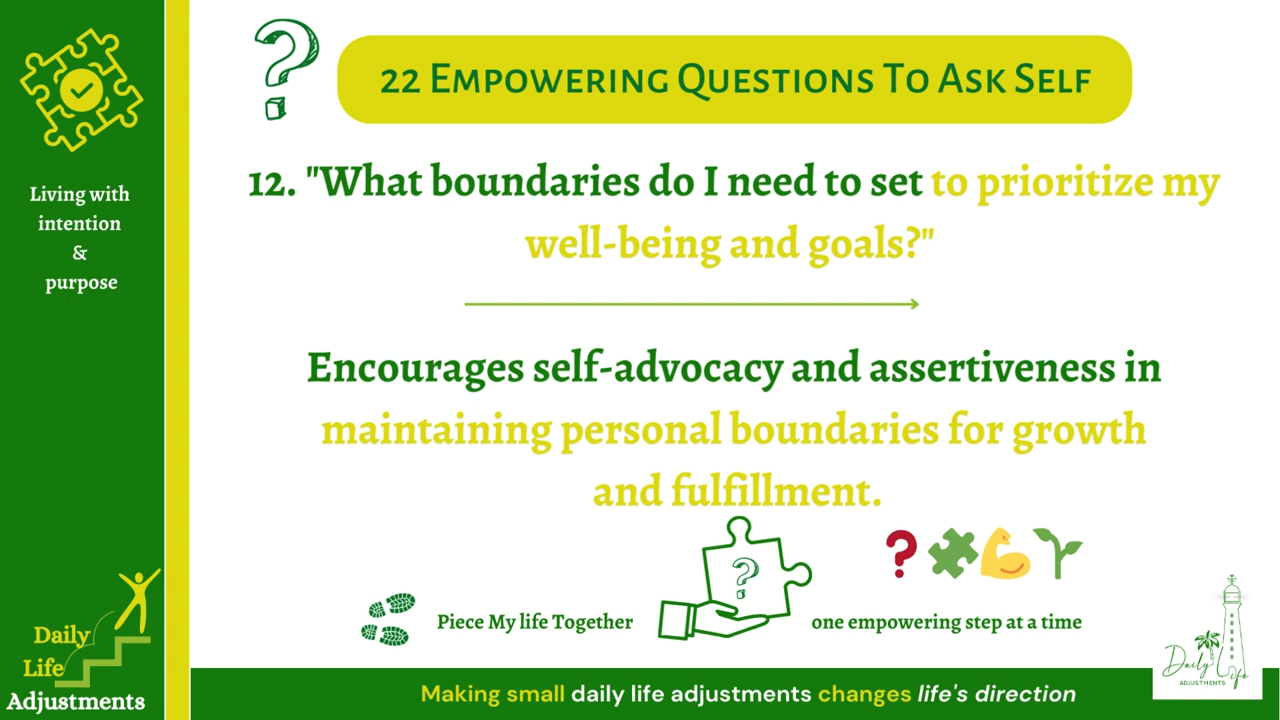 22 Empowering Questions To Ask Self
12. "What boundaries do I need to set to prioritize my
well-being and goals?"
Encourages self-advocacy and assertiveness in
maintaining personal boundaries for growth
and fulfillment.
Piece My life Together
one empowering step at a time
Making small daily life adjustments changes life's direction
Living with
intention
&
purpose
Daily
Life
Adjustments
Daily Life
ADJUSTMENTS